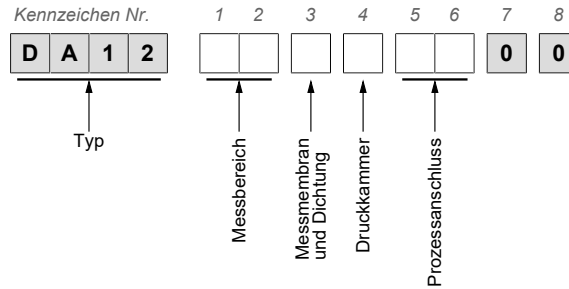 Kennzeichen Nr. 1 2 3 4 5 6 7 8
D A 1 2 0 0
Typ
Messbereich
Messmembran
und Dichtung
Druckkammer
Prozessanschluss